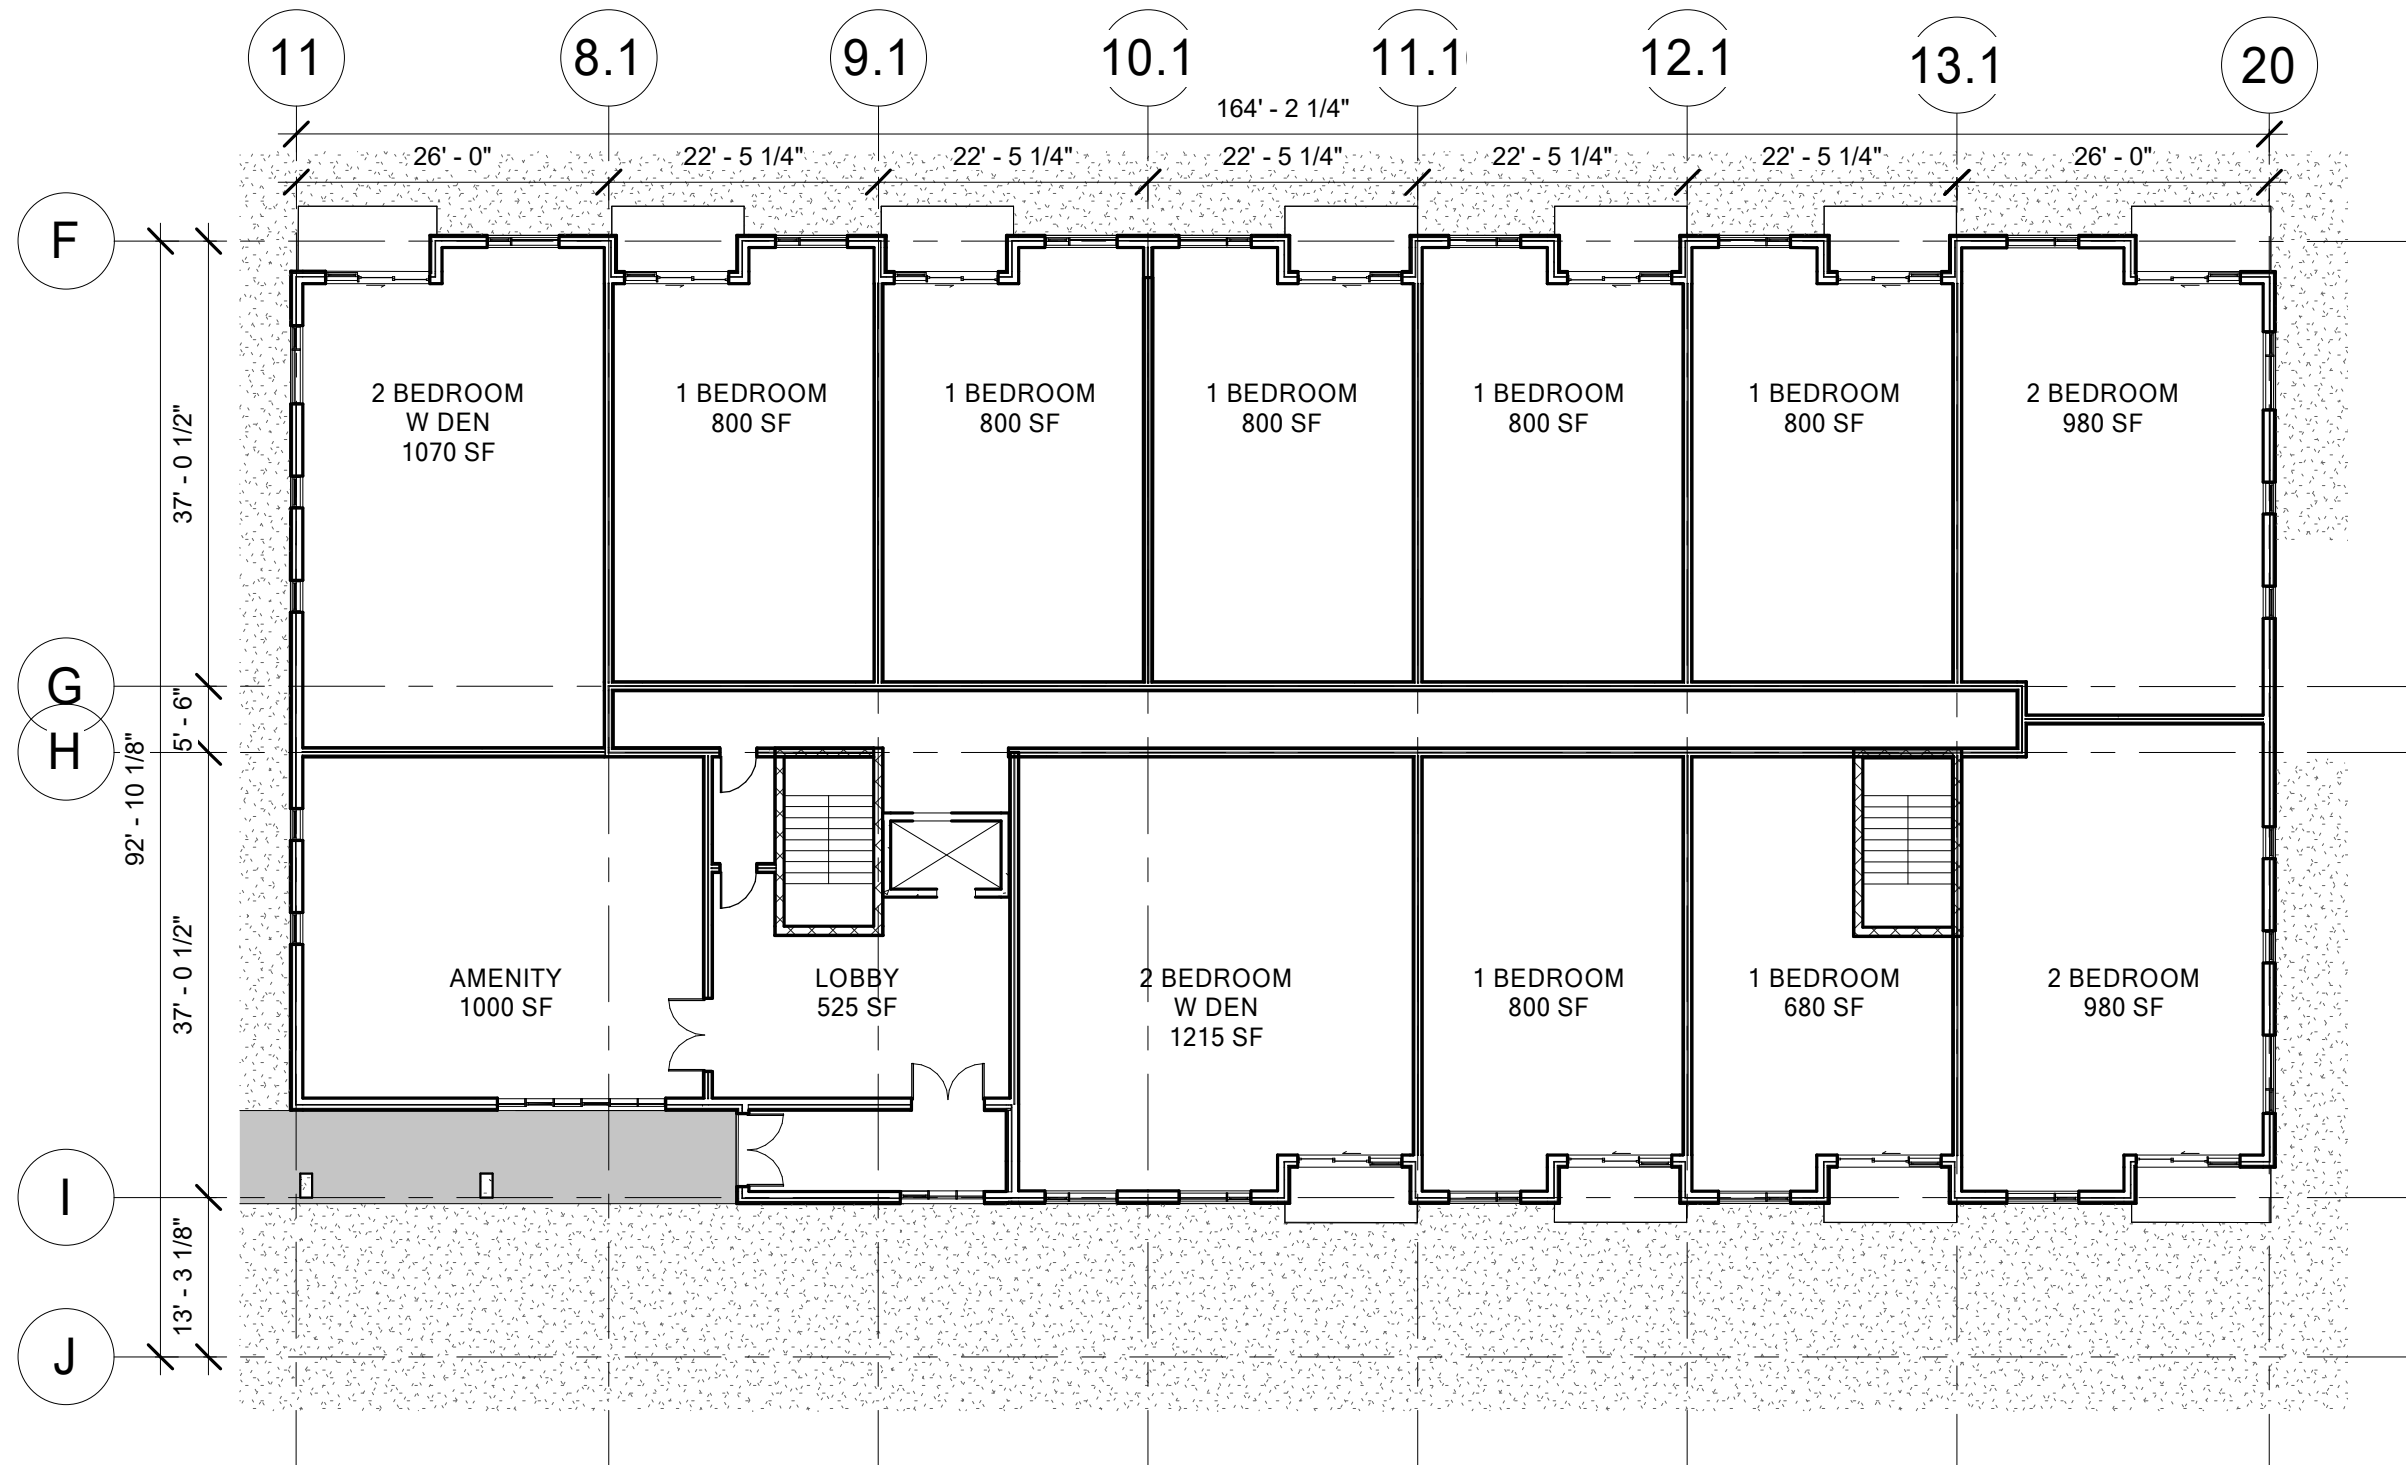 11
8.1
9.1
10.1
11.1
12.1
13.1
20
164' - 2 1/4"
26' - 0"
22' - 5 1/4"
22' - 5 1/4"
22' - 5 1/4"
22' - 5 1/4"
22' - 5 1/4"
26' - 0"
F
G
H
I
J
37' - 0 1/2"
5' - 6"
92' - 10 1/8"
37' - 0 1/2"
13' - 3 1/8"
2 BEDROOM
W DEN
1070 SF
1 BEDROOM
800 SF
1 BEDROOM
800 SF
1 BEDROOM
800 SF
1 BEDROOM
800 SF
1 BEDROOM
800 SF
2 BEDROOM
980 SF
AMENITY
1000 SF
LOBBY
525 SF
2 BEDROOM
W DEN
1215 SF
1 BEDROOM
800 SF
1 BEDROOM
680 SF
2 BEDROOM
980 SF